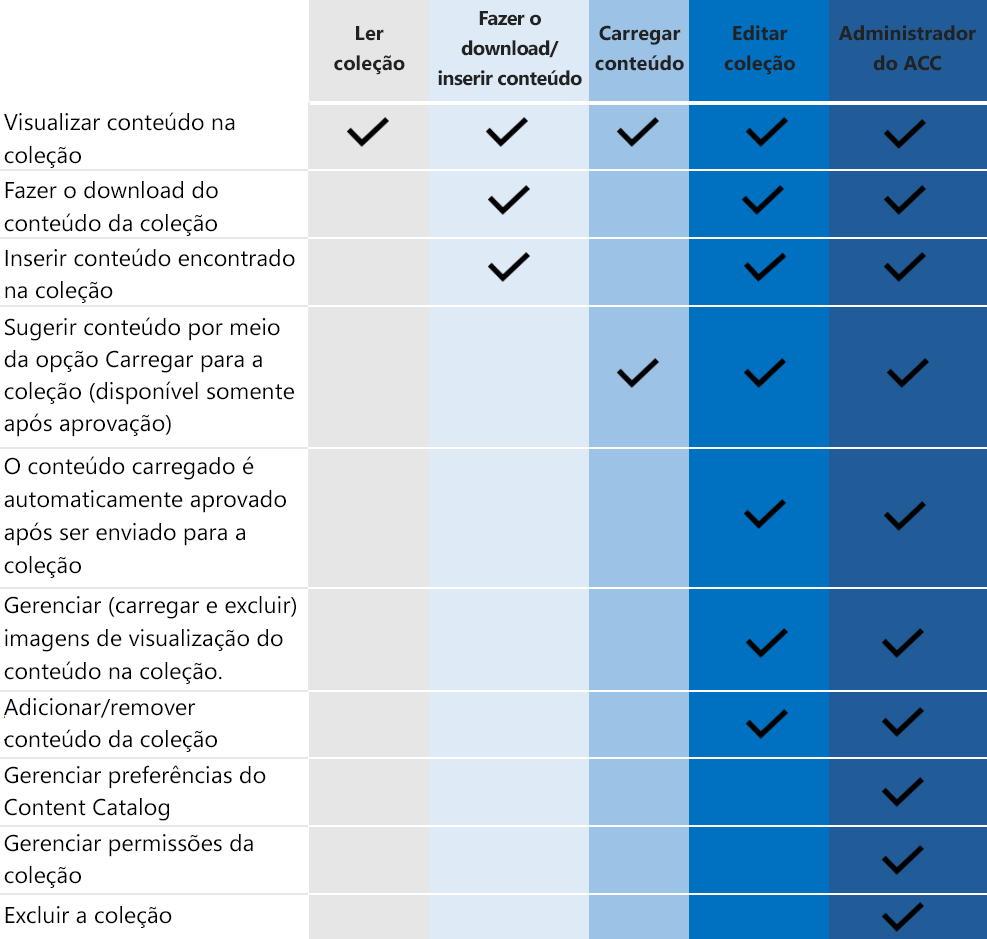 Ler
coleção
Fazer o
download/
inserir conteúdo
Carregar
conteúdo
Editar
coleção
Administrador
do ACC
Visualizar conteúdo na
coleção
Fazer o download do
conteúdo da coleção
Inserir conteúdo encontrado
na coleção
Sugerir conteúdo por meio
da opção Carregar para a
coleção (disponível somente
após aprovação)
O conteúdo carregado é
automaticamente aprovado
após ser enviado para a
coleção
Gerenciar (carregar e excluir)
imagens de visualização do
conteúdo na coleção.
Adicionar/remover
conteúdo da coleção
Gerenciar preferências do
Content Catalog
Gerenciar permissões da
coleção
Excluir a coleção